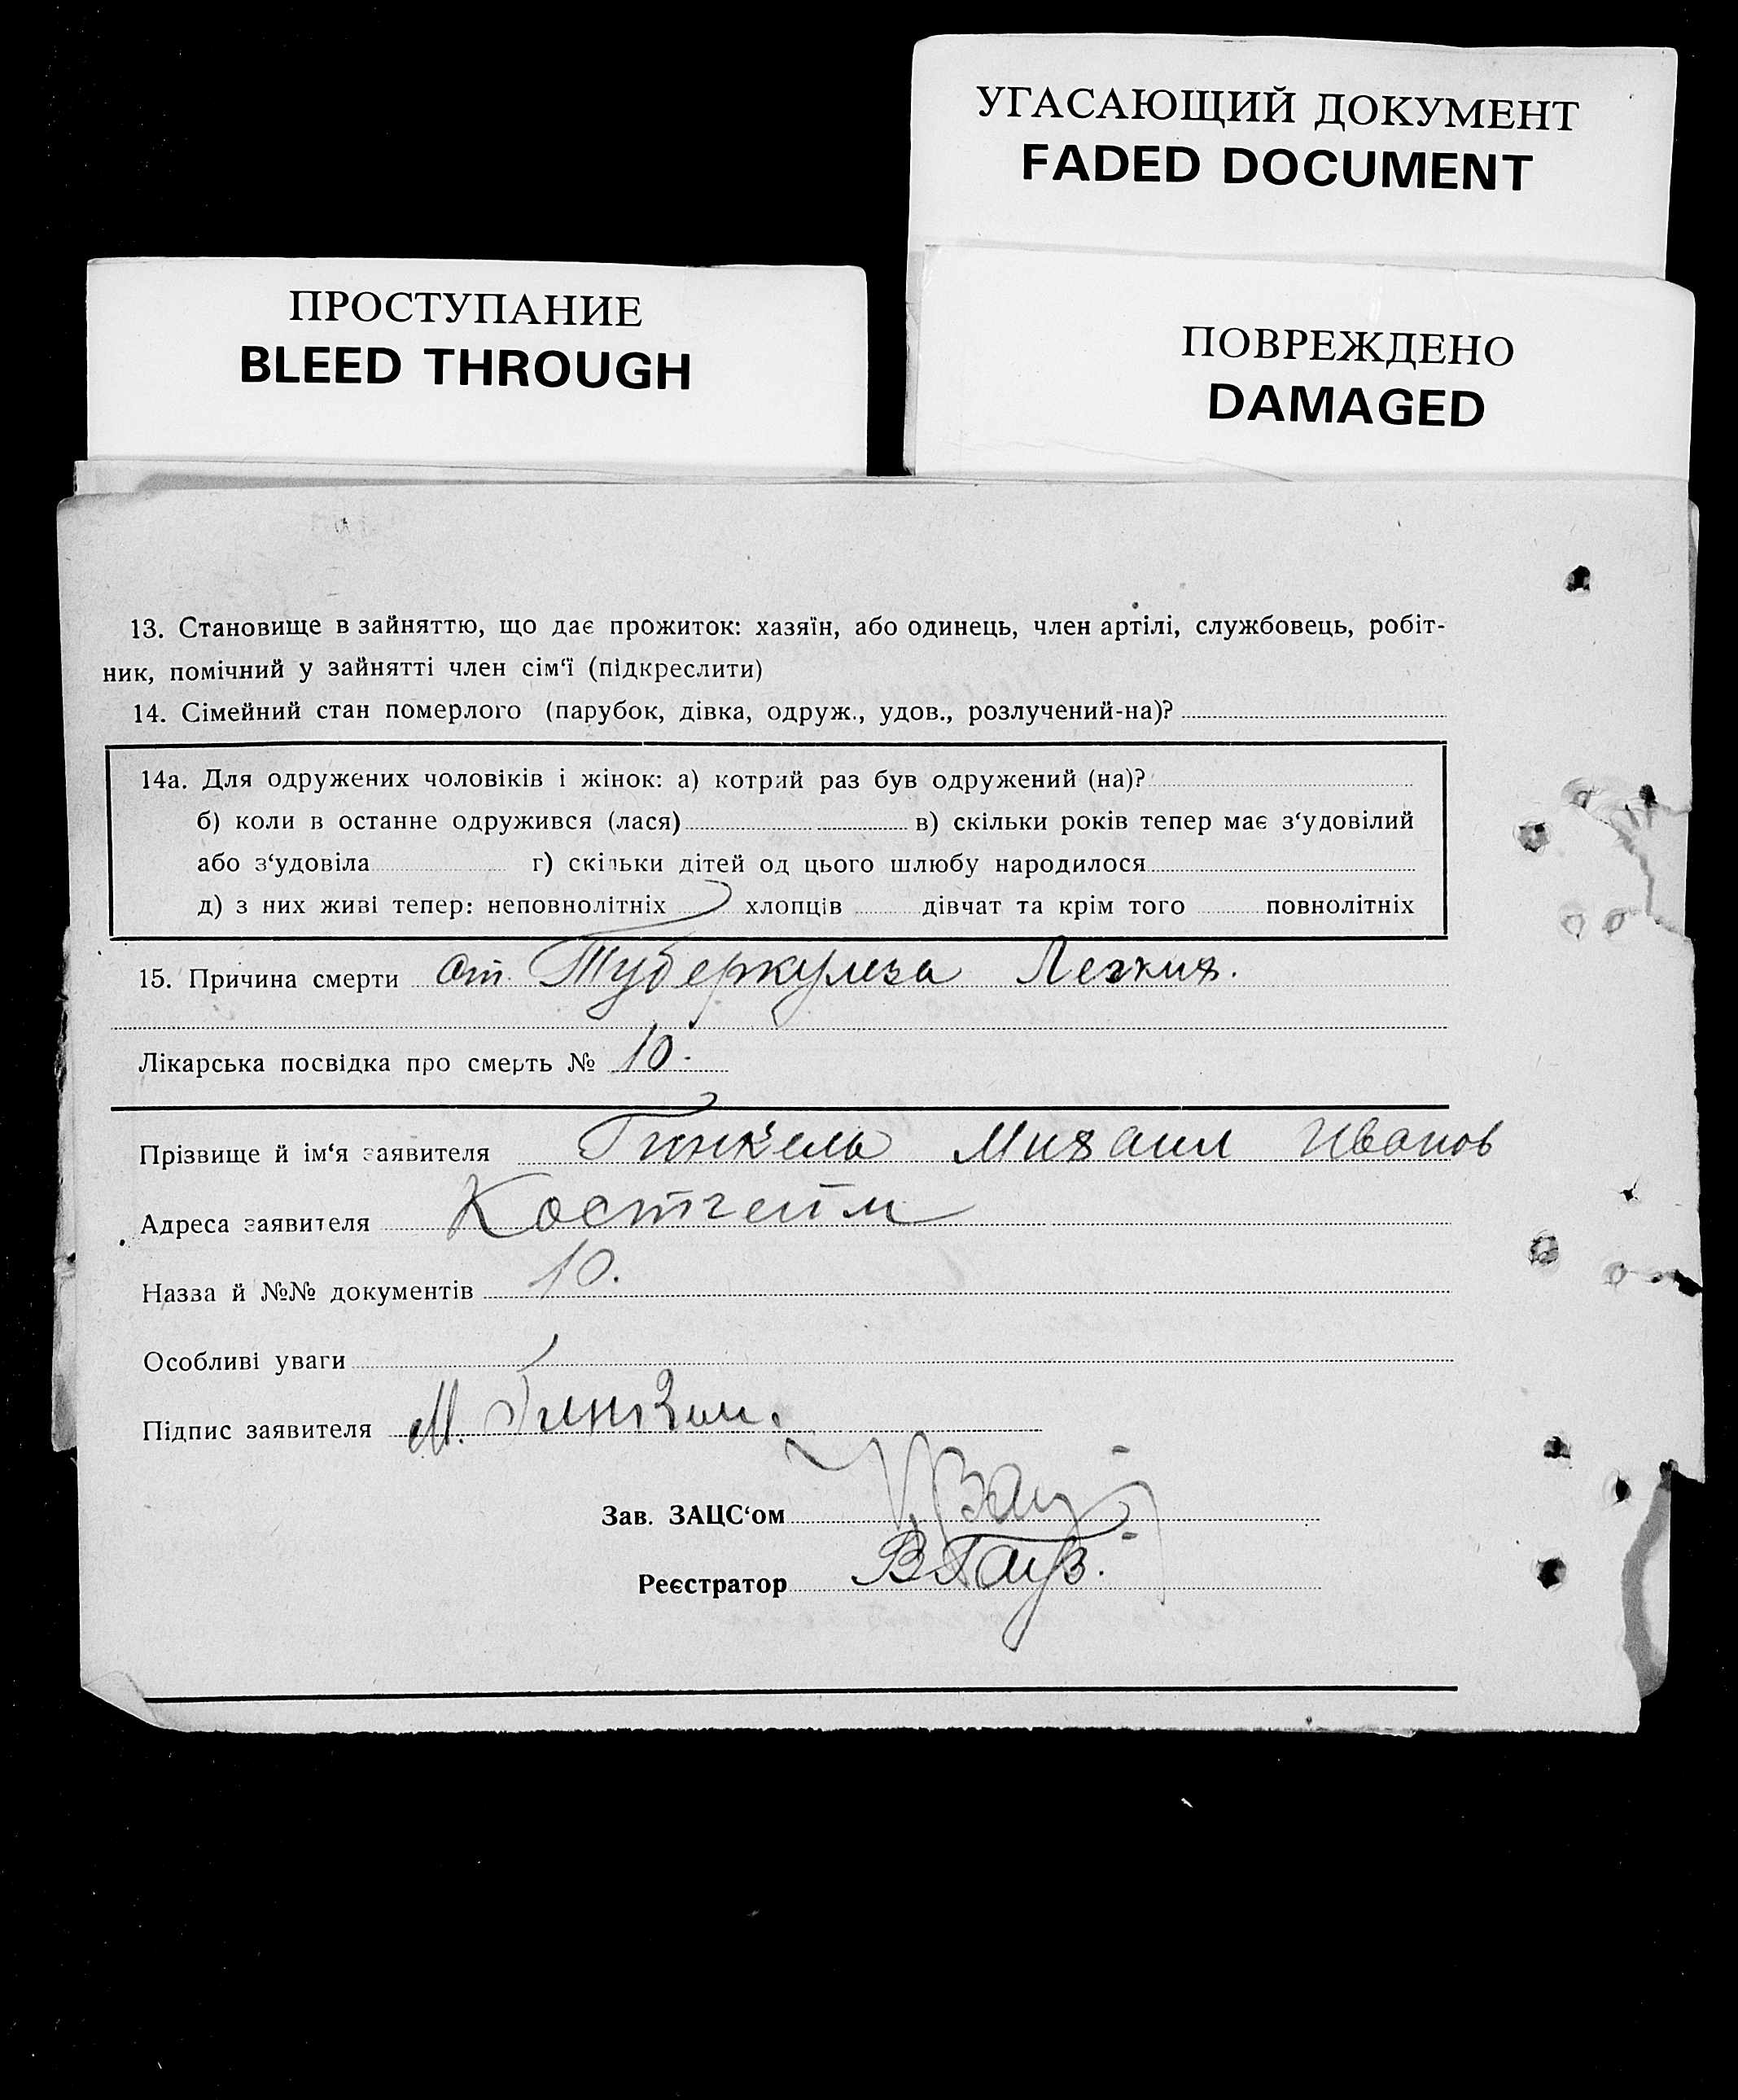 УГАСАЮЩИЙ ДОКУМЕНТ
FADED DOCUMENT
ПРОСТУПАНИЕ
BLEED THROUGH
ПОВРЕЖДЕНО
DAMAGED
13. Становище в зайняттю, що дає прожиток: хазяїн, або одинець, член артілі, службовець, робіт-
ник, помічний у зайнятті член сім‘ї (підкреслити)
14. Сімейний стан померлого (парубок, дівка, одруж., удов., розлучений-на)?
14а. Для одружених чоловіків і жінок: а) котрий раз був одружений (на)?
б) коли в останне одружився (лася) в) скільки років тепер має з‘удовілий
або з‘удовіла г) скільки дітей од цього шлюбу народилося
д) з них живі тепер: неповнолітніх хлопців дівчат та крім того повнолітніх
15. Причина смерти от Туберкулеза Легких.
Лікарська посвідка про смерть № 10.
Прізвище й ім‘я заявителя Гинкель Михаил Иванов
Адреса заявителя Костгейм
Назва й №№ документів 10.
Особливі уваги
Підпис заявителя М. Гинкель.
Зав. ЗАЦС‘ом
Реєстратор В Гауз.